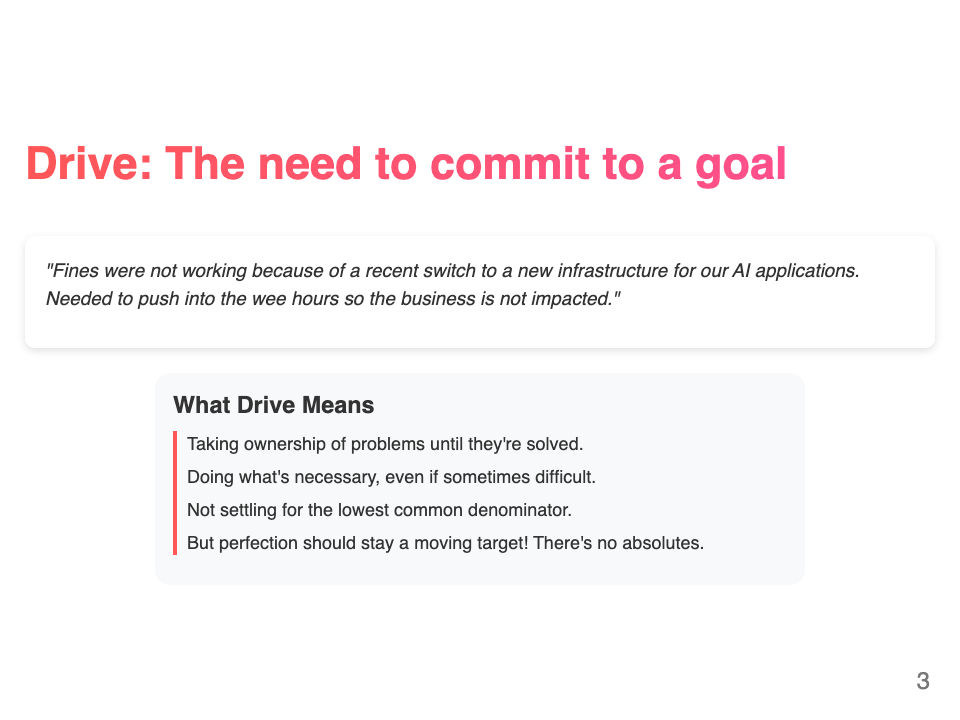 Drive: The need to commit to a goal
"Fines were not working because of a recent switch to a new infrastructure for our AI applications.
Needed to push into the wee hours so the business is not impacted."
What Drive Means
Taking ownership of problems until they're solved.
Doing what's necessary, even if sometimes difficult.
Not settling for the lowest common denominator.
But perfection should stay a moving target! There's no absolutes.
3